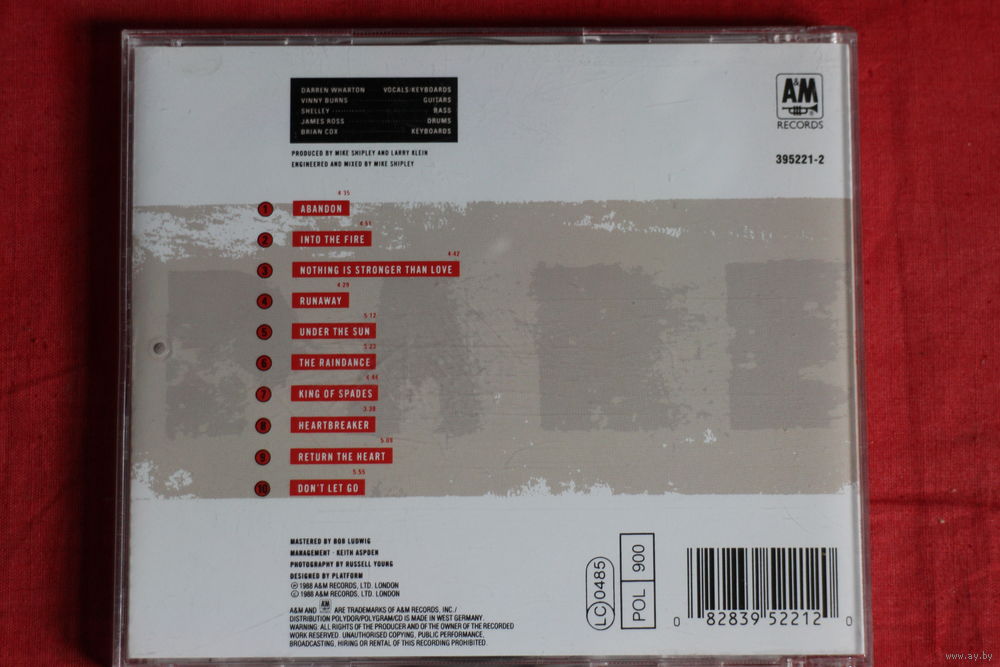 DARREN WHARTON VOCALS/KEYBOARDS
VINNY BURNS GUITARS
SHELLEY BASS
JAMES ROSS DRUMS
BRIAN COX KEYBOARDS
PRODUCED BY MIKE SHIPLEY AND LARRY KLEIN
ENGINEERED AND MIXED BY MIKE SHIPLEY
A&M
RECORDS
395221-2
4 35
1 ABANDON
4 51
2 INTO THE FIRE
4 42
3 NOTHING IS STRONGER THAN LOVE
4 29
4 RUNAWAY
5 12
5 UNDER THE SUN
5 23
6 THE RAINDANCE
4 44
7 KING OF SPADES
3 38
8 HEARTBREAKER
5 09
9 RETURN THE HEART
5 55
10 DON'T LET GO
MASTERED BY BOB LUDWIG
MANAGEMENT · KEITH ASPDEN
PHOTOGRAPHY BY RUSSELL YOUNG
DESIGNED BY PLATFORM
℗ 1988 A&M RECORDS, LTD. LONDON
© 1988 A&M RECORDS, LTD. LONDON
A&M AND A&M ARE TRADEMARKS OF A&M RECORDS, INC./
DISTRIBUTION POLYDOR/POLYGRAM/CD IS MADE IN WEST GERMANY.
WARNING: ALL RIGHTS OF THE PRODUCER AND OF THE OWNER OF THE RECORDED
WORK RESERVED. UNAUTHORISED COPYING, PUBLIC PERFORMANCE,
BROADCASTING, HIRING OR RENTAL OF THIS RECORDING PROHIBITED.
LC 0485
POL 900
0 82839 52212 0
www.ay.by